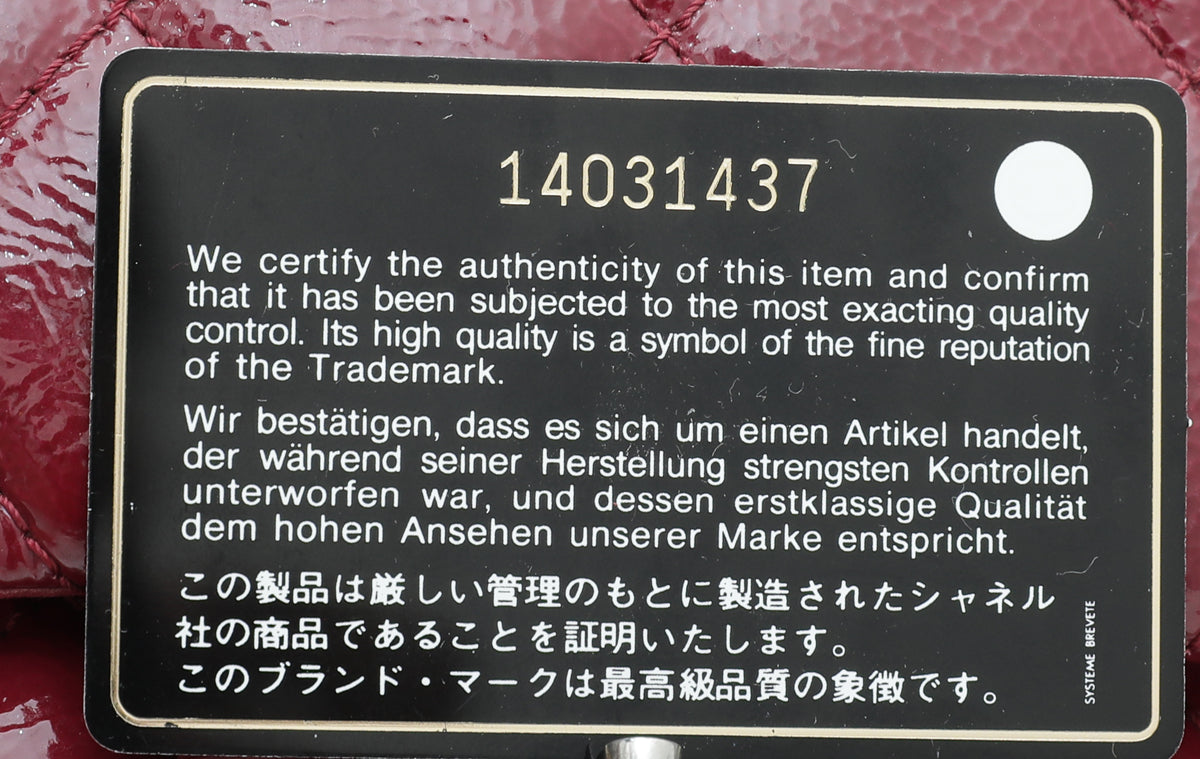 14031437
We certify the authenticity of this item and confirm
that it has been subjected to the most exacting quality
control. Its high quality is a symbol of the fine reputation
of the Trademark.
Wir bestätigen, dass es sich um einen Artikel handelt,
der während seiner Herstellung strengsten Kontrollen
unterworfen war, und dessen erstklassige Qualität
dem hohen Ansehen unserer Marke entspricht.
この製品は厳しい管理のもとに製造されたシャネル
社の商品であることを証明いたします。
このブランド・マークは最高級品質の象徴です。
SYSTEME BREVETE